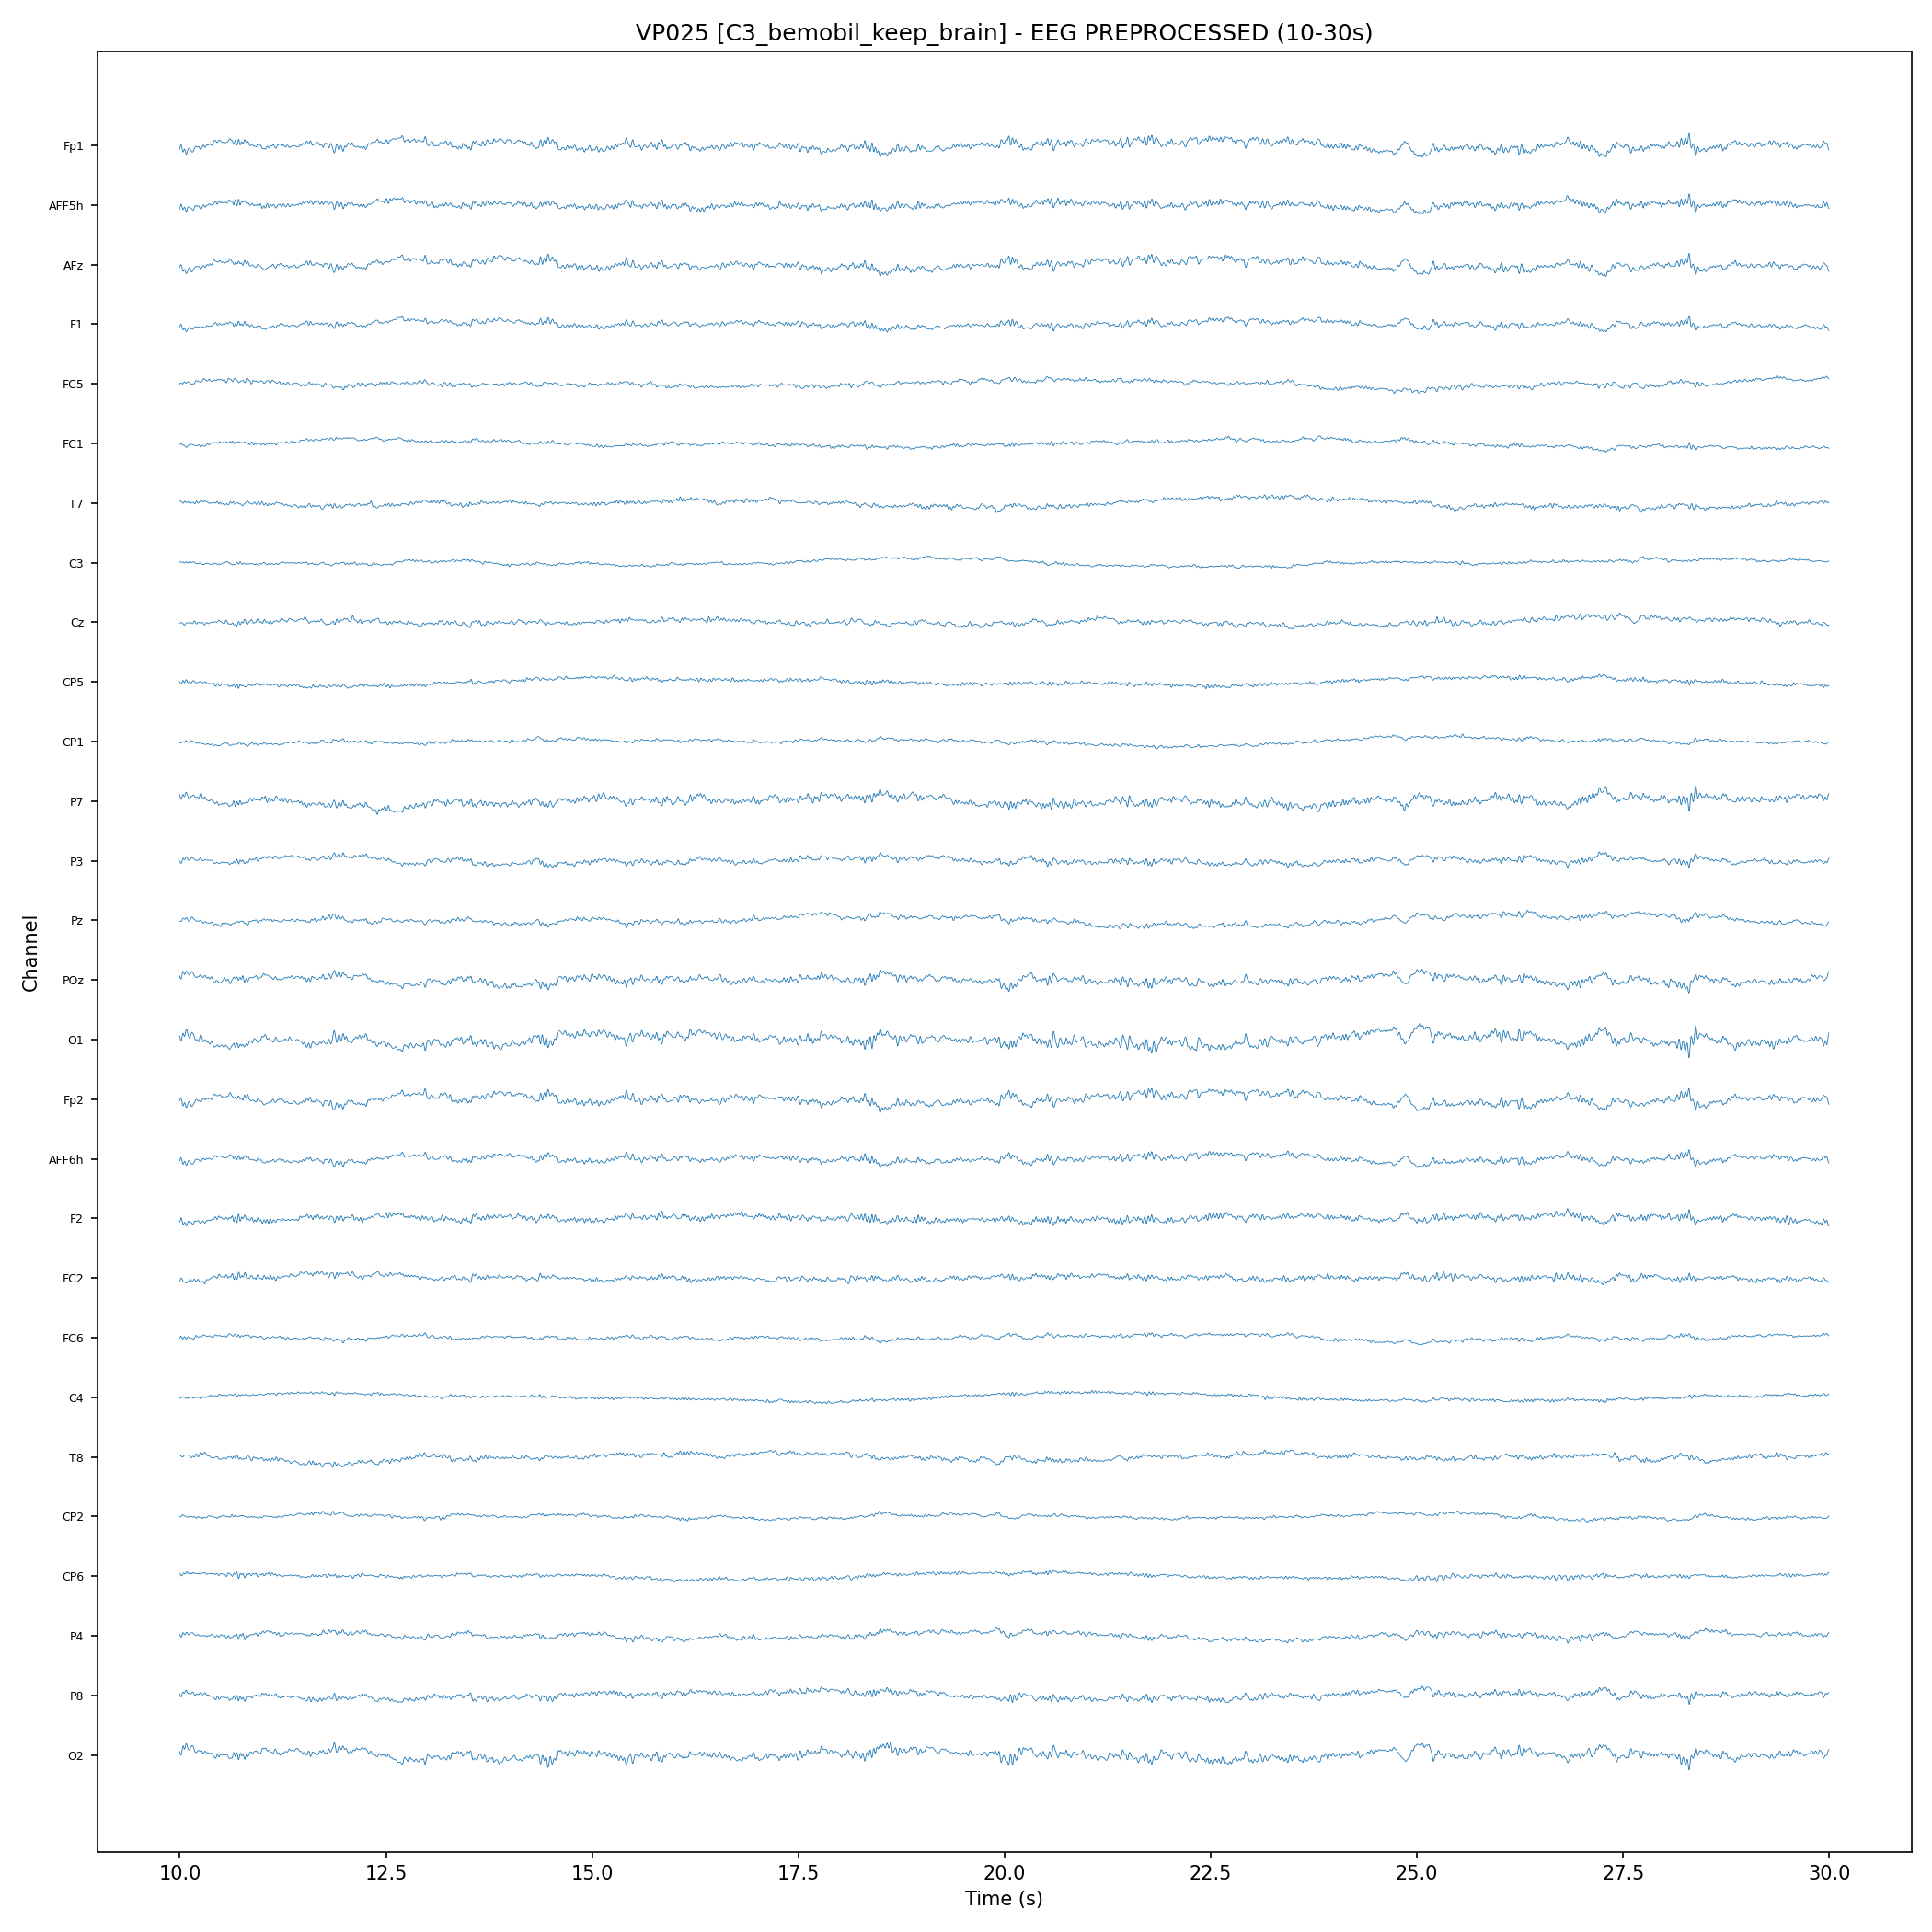 VP025 [C3_bemobil_keep_brain] - EEG PREPROCESSED (10-30s)
Fp1
AFF5h
AFz
F1
FC5
FC1
T7
C3
Cz
CP5
CP1
P7
P3
Pz
POz
O1
Fp2
AFF6h
F2
FC2
FC6
C4
T8
CP2
CP6
P4
P8
O2
Channel
10.0 12.5 15.0 17.5 20.0 22.5 25.0 27.5 30.0
Time (s)